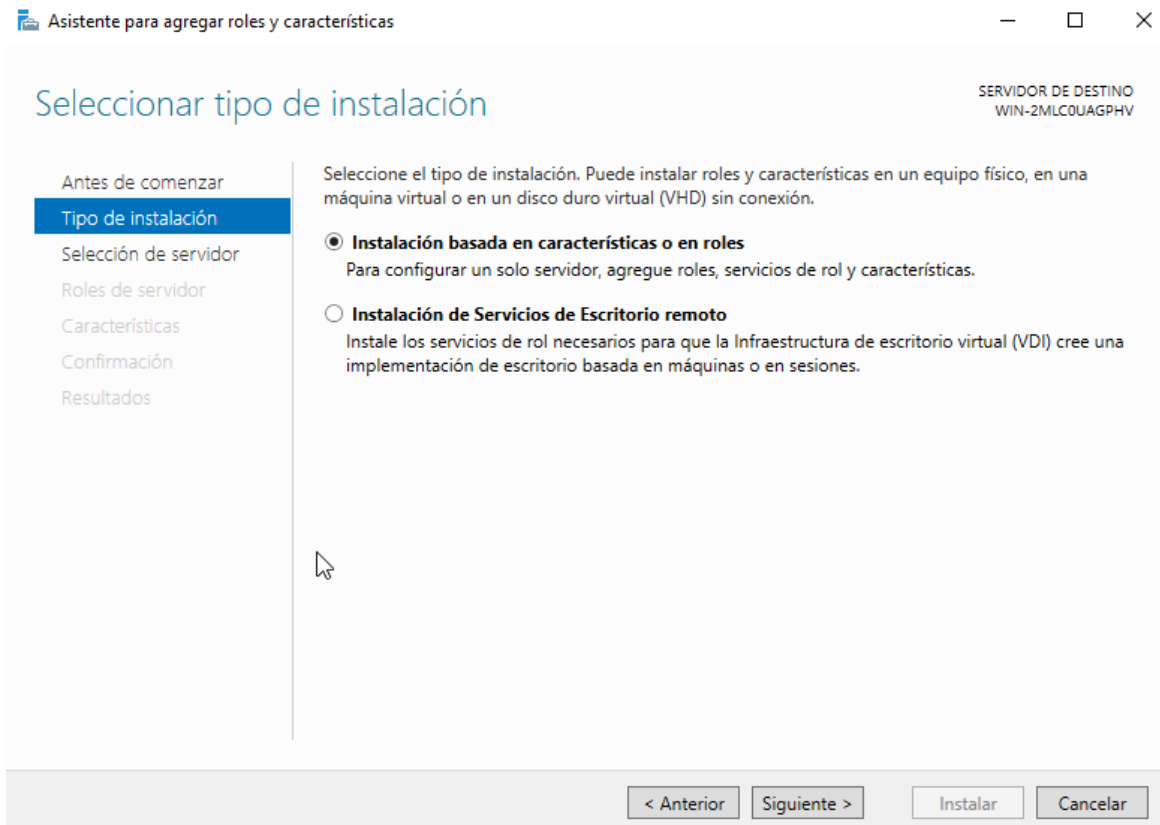 Asistente para agregar roles y características
Seleccionar tipo de instalación
SERVIDOR DE DESTINO
WIN-2MLC0UAGPHV
Antes de comenzar
Tipo de instalación
Selección de servidor
Roles de servidor
Características
Confirmación
Resultados
Seleccione el tipo de instalación. Puede instalar roles y características en un equipo físico, en una
máquina virtual o en un disco duro virtual (VHD) sin conexión.
Instalación basada en características o en roles
Para configurar un solo servidor, agregue roles, servicios de rol y características.
Instalación de Servicios de Escritorio remoto
Instale los servicios de rol necesarios para que la Infraestructura de escritorio virtual (VDI) cree una
implementación de escritorio basada en máquinas o en sesiones.
< Anterior
Siguiente >
Instalar
Cancelar